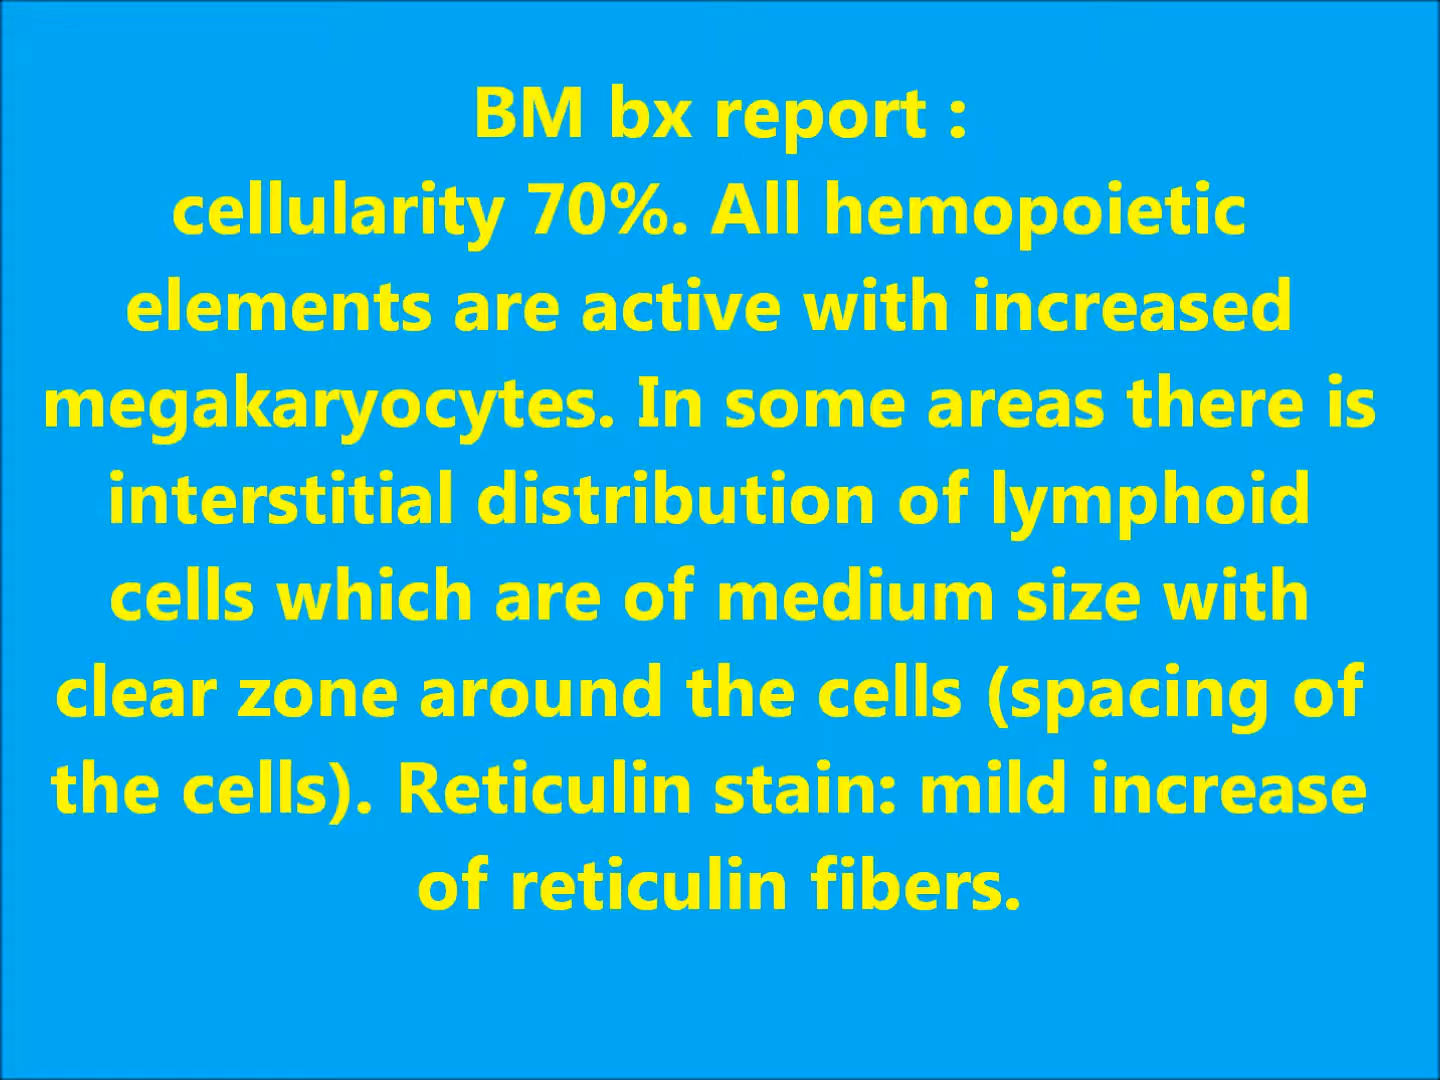 BM bx report :
cellularity 70%. All hemopoietic
elements are active with increased
megakaryocytes. In some areas there is
interstitial distribution of lymphoid
cells which are of medium size with
clear zone around the cells (spacing of
the cells). Reticulin stain: mild increase
of reticulin fibers.